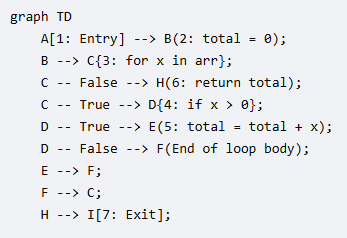 graph TD
    A[1: Entry] --> B(2: total = 0);
    B --> C{3: for x in arr};
    C -- False --> H(6: return total);
    C -- True --> D{4: if x > 0};
    D -- True --> E(5: total = total + x);
    D -- False --> F(End of loop body);
    E --> F;
    F --> C;
    H --> I[7: Exit];